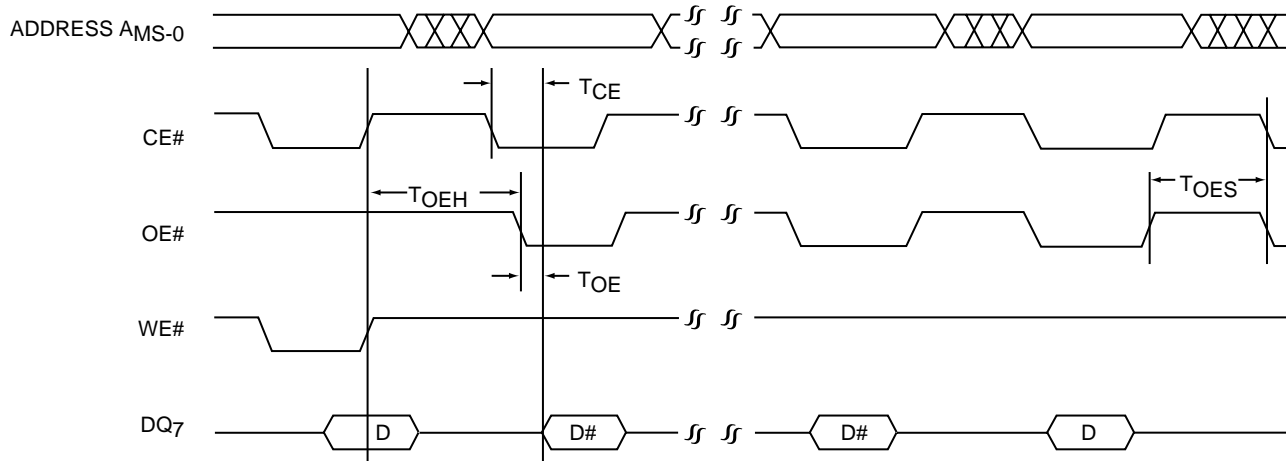 ADDRESS AMS-0
TCE
CE#
TOEH
TOES
OE#
TOE
WE#
DQ7
D
D#
D#
D